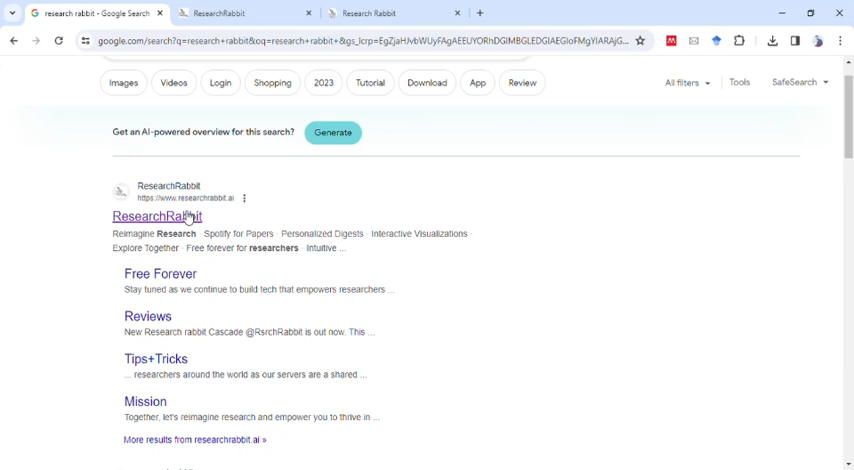 research rabbit - Google Search
ResearchRabbit
Research Rabbit
google.com/search?q=research+rabbit&oq=research+rabbit+&gs_lcrp=EgZjaHJvbWUyFAgAEEUYORhDGIMBGLEDGIAEGIoFMgYIARAjG...
Images
Videos
Login
Shopping
2023
Tutorial
Download
App
Review
All filters
Tools
SafeSearch
Get an AI-powered overview for this search?
Generate
ResearchRabbit
https://www.researchrabbit.ai
ResearchRabbit
Reimagine Research · Spotify for Papers · Personalized Digests · Interactive Visualizations ·
Explore Together · Free forever for researchers · Intuitive ...
Free Forever
Stay tuned as we continue to build tech that empowers researchers ...
Reviews
New Research rabbit Cascade @RsrchRabbit is out now. This ...
Tips+Tricks
... researchers around the world as our servers are a shared ...
Mission
Together, let's reimagine research and empower you to thrive in ...
More results from researchrabbit.ai »